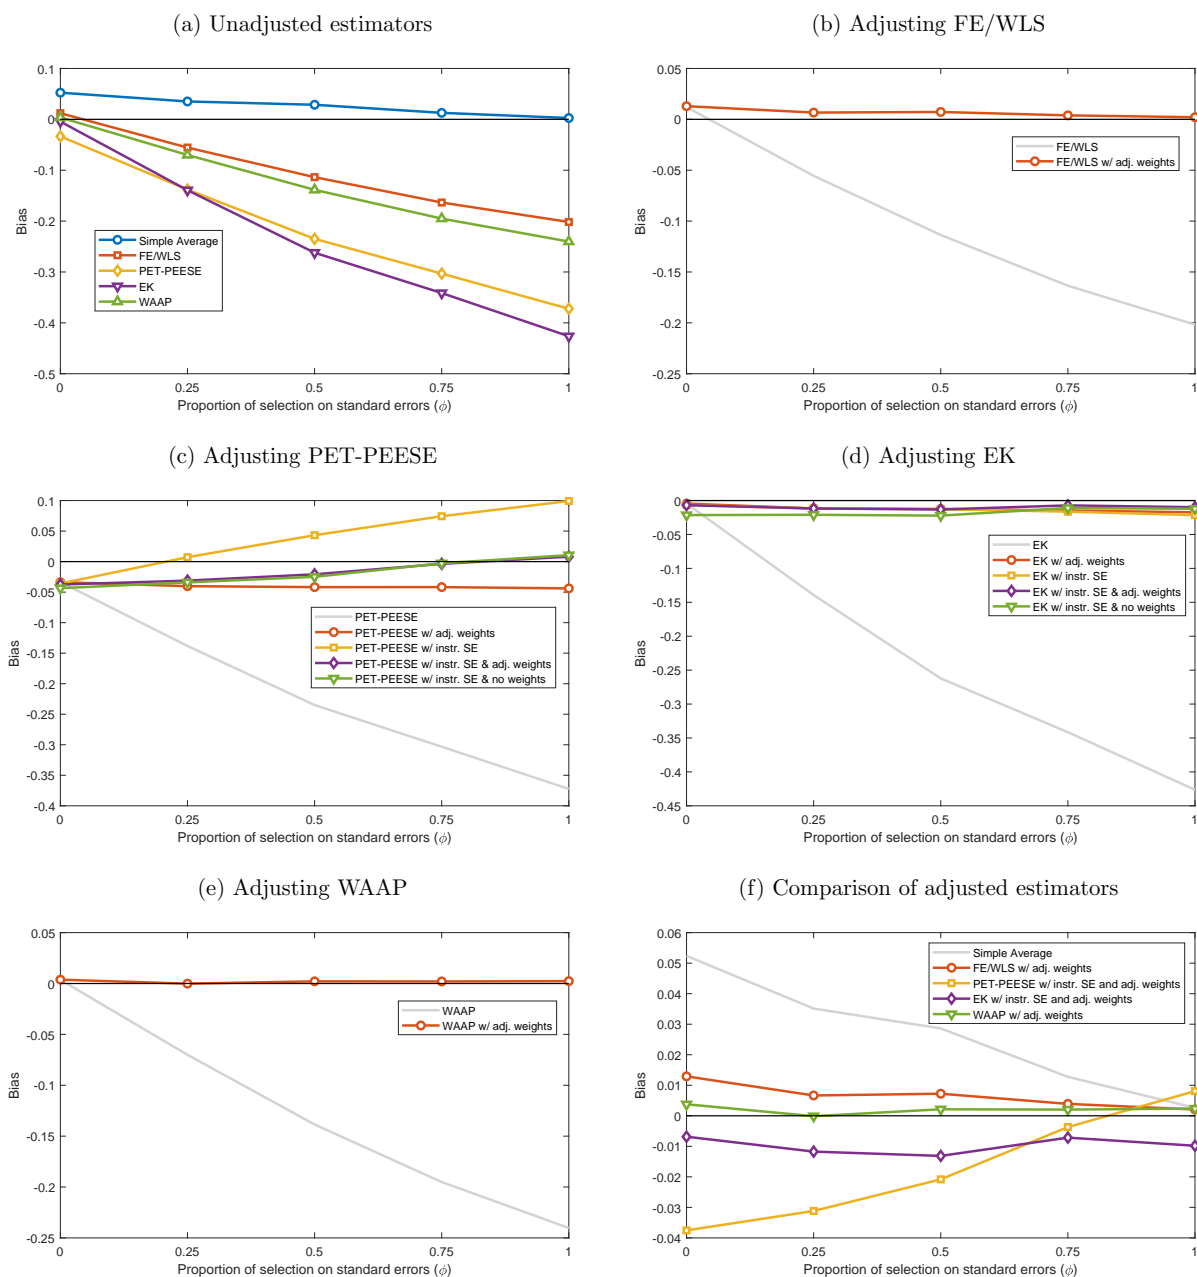 (a) Unadjusted estimators
0.1
0
-0.1
-0.2
-0.3
-0.4
-0.5
Bias
Simple Average
FE/WLS
PET-PEESE
EK
WAAP
0 0.25 0.5 0.75 1
Proportion of selection on standard errors (ϕ)
(b) Adjusting FE/WLS
0.05
0
-0.05
-0.1
-0.15
-0.2
-0.25
Bias
FE/WLS
FE/WLS w/ adj. weights
0 0.25 0.5 0.75 1
Proportion of selection on standard errors (ϕ)
(c) Adjusting PET-PEESE
0.1
0.05
0
-0.05
-0.1
-0.15
-0.2
-0.25
-0.3
-0.35
-0.4
Bias
PET-PEESE
PET-PEESE w/ adj. weights
PET-PEESE w/ instr. SE
PET-PEESE w/ instr. SE & adj. weights
PET-PEESE w/ instr. SE & no weights
0 0.25 0.5 0.75 1
Proportion of selection on standard errors (ϕ)
(d) Adjusting EK
0
-0.05
-0.1
-0.15
-0.2
-0.25
-0.3
-0.35
-0.4
-0.45
Bias
EK
EK w/ adj. weights
EK w/ instr. SE
EK w/ instr. SE & adj. weights
EK w/ instr. SE & no weights
0 0.25 0.5 0.75 1
Proportion of selection on standard errors (ϕ)
(e) Adjusting WAAP
0.05
0
-0.05
-0.1
-0.15
-0.2
-0.25
Bias
WAAP
WAAP w/ adj. weights
0 0.25 0.5 0.75 1
Proportion of selection on standard errors (ϕ)
(f) Comparison of adjusted estimators
0.06
0.05
0.04
0.03
0.02
0.01
0
-0.01
-0.02
-0.03
-0.04
Bias
Simple Average
FE/WLS w/ adj. weights
PET-PEESE w/ instr. SE and adj. weights
EK w/ instr. SE and adj. weights
WAAP w/ adj. weights
0 0.25 0.5 0.75 1
Proportion of selection on standard errors (ϕ)